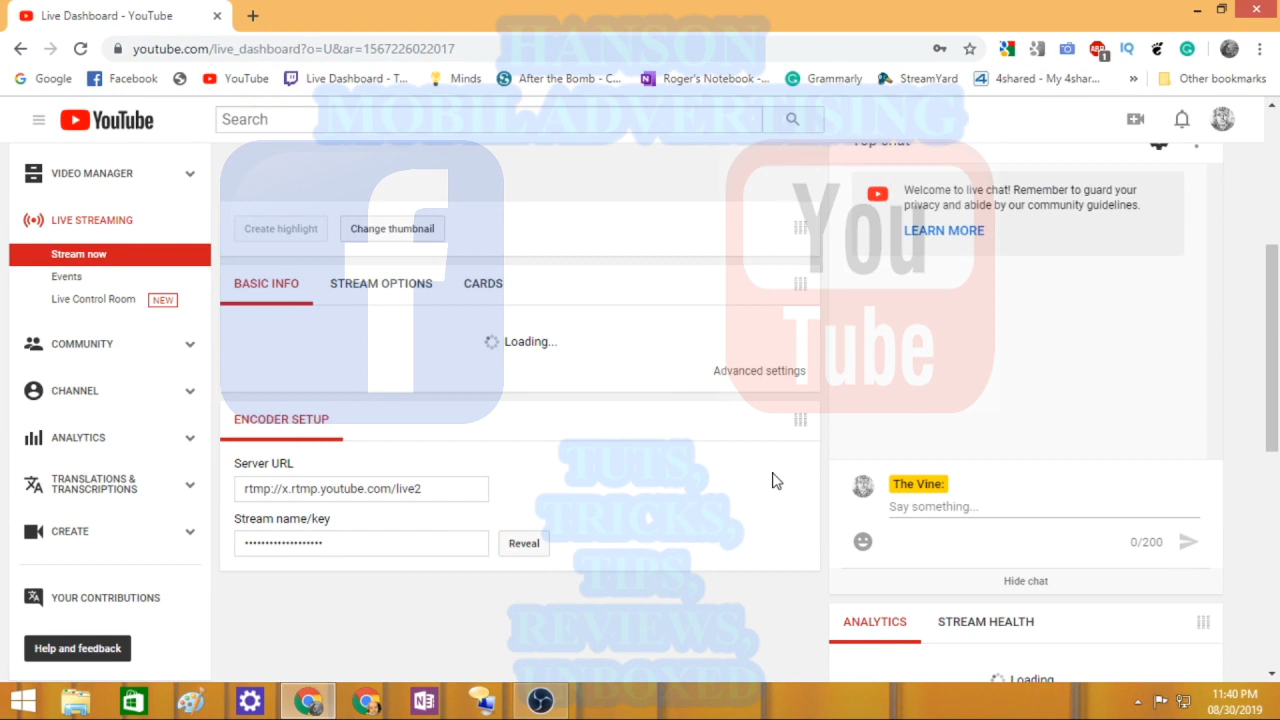 Live Dashboard - YouTube
youtube.com/live_dashboard?o=U&ar=1567226022017
Google
Facebook
YouTube
Live Dashboard - T...
Minds
After the Bomb - C...
Roger's Notebook -...
Grammarly
StreamYard
4shared - My 4shar...
Other bookmarks
HANSON
ADVERTISING
YouTube
Search
VIDEO MANAGER
LIVE STREAMING
Stream now
Events
Live Control Room NEW
COMMUNITY
CHANNEL
ANALYTICS
TRANSLATIONS &
TRANSCRIPTIONS
CREATE
YOUR CONTRIBUTIONS
Help and feedback
Create highlight
Change thumbnail
BASIC INFO
STREAM OPTIONS
CARDS
Loading...
Advanced settings
ENCODER SETUP
Server URL
rtmp://x.rtmp.youtube.com/live2
Stream name/key
Reveal
You
Tube
TUTS,
TRICKS,
TIPS,
REVIEWS,
UNBOXED
Top chat
Welcome to live chat! Remember to guard your
privacy and abide by our community guidelines.
LEARN MORE
The Vine:
Say something...
0/200
Hide chat
ANALYTICS
STREAM HEALTH
Loading
11:40 PM
08/30/2019